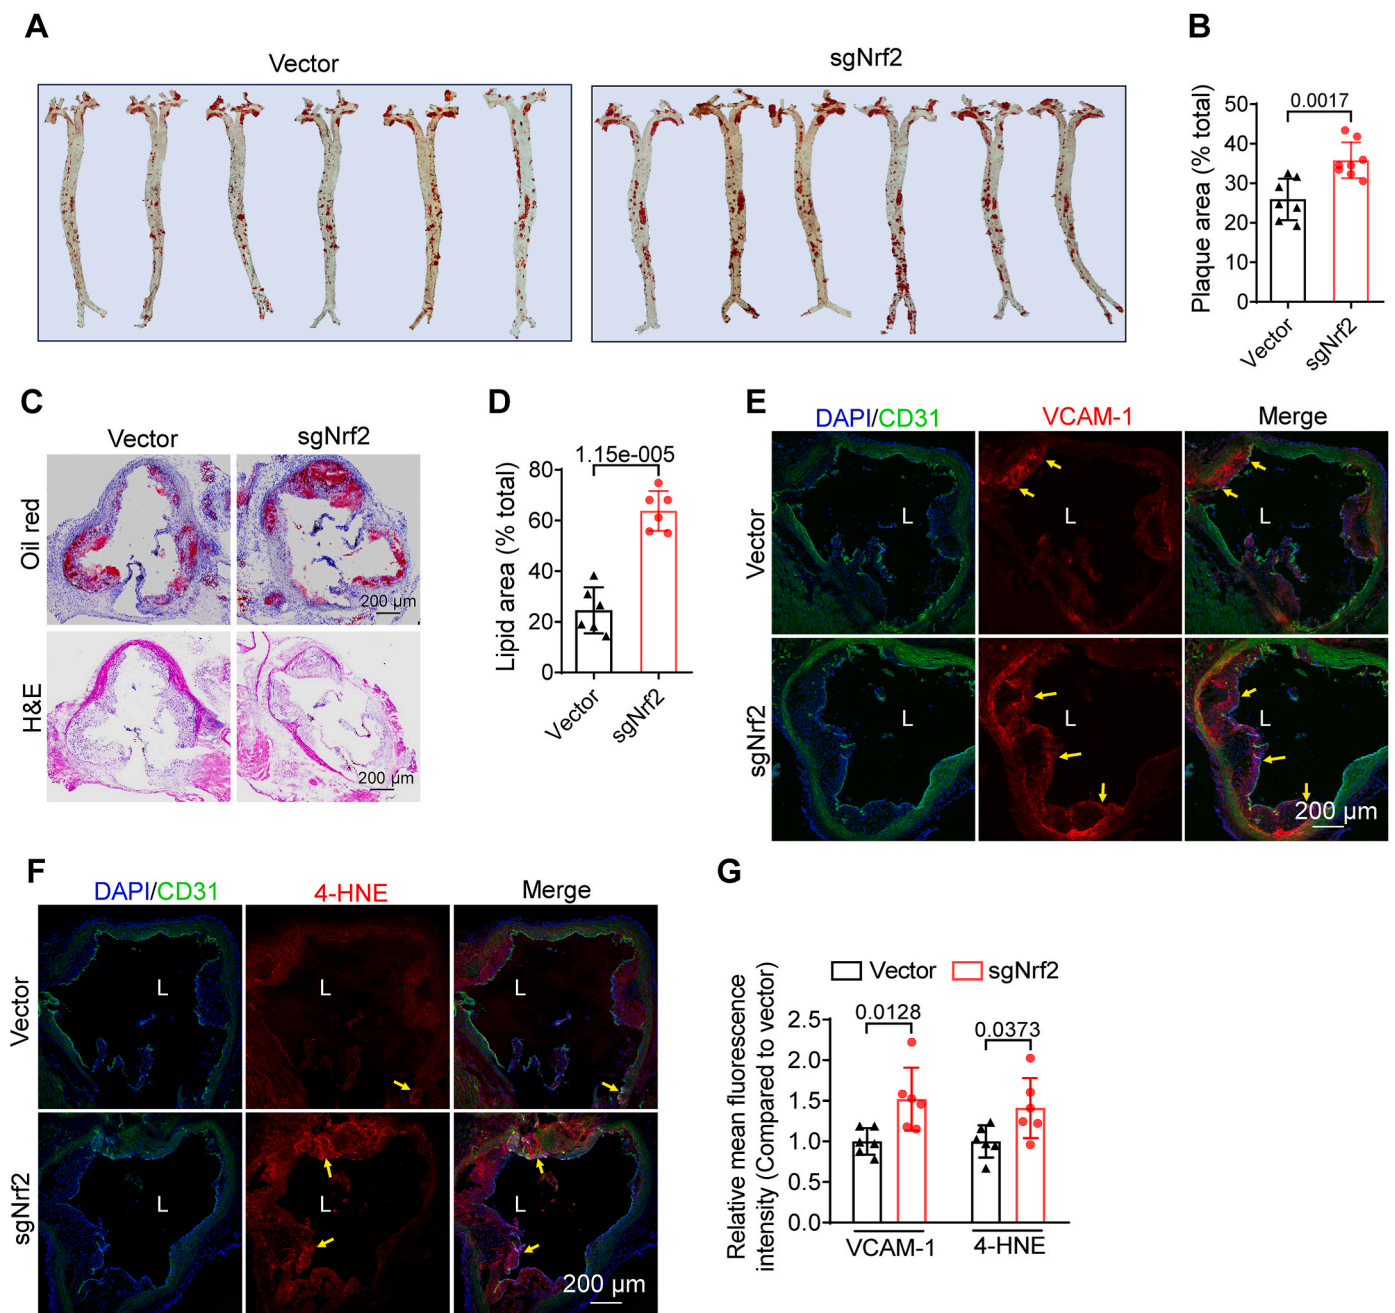 A
Vector
sgNrf2
B
Plaque area (% total)
50
40
30
20
10
0
0.0017
Vector
sgNrf2
C
Vector
sgNrf2
Oil red
200 µm
H&E
200 µm
D
Lipid area (% total)
80
60
40
20
0
1.15e-005
Vector
sgNrf2
E
DAPI/CD31
VCAM-1
Merge
Vector
L
L
L
sgNrf2
L
L
L
200 µm
F
DAPI/CD31
4-HNE
Merge
Vector
L
L
L
sgNrf2
L
L
L
200 µm
G
Vector
sgNrf2
Relative mean fluorescence
intensity (Compared to vector)
2.5
2.0
1.5
1.0
0.5
0.0
0.0128
0.0373
VCAM-1
4-HNE